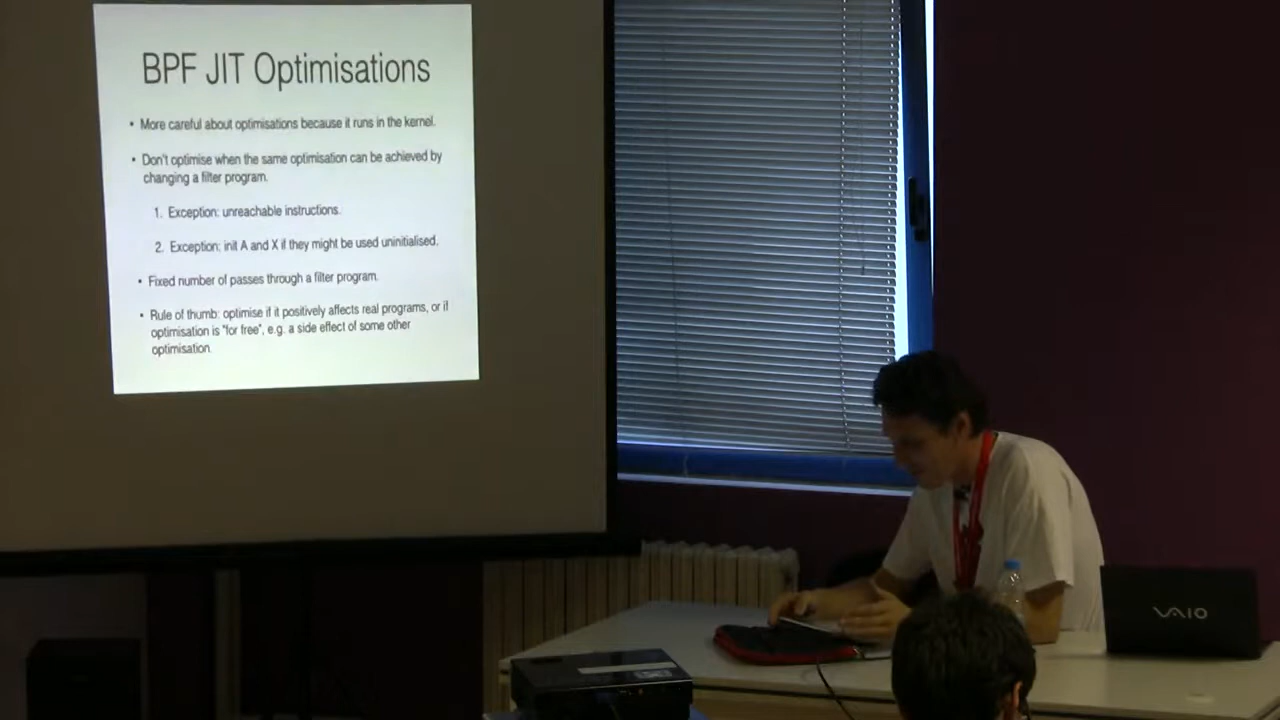 BPF JIT Optimisations
• More careful about optimisations because it runs in the kernel.
• Don't optimise when the same optimisation can be achieved by
changing a filter program.
1. Exception: unreachable instructions.
2. Exception: init A and X if they might be used uninitialised.
• Fixed number of passes through a filter program.
• Rule of thumb: optimise if it positively affects real programs, or if
optimisation is "for free", e.g. a side effect of some other
optimisation.
VAIO